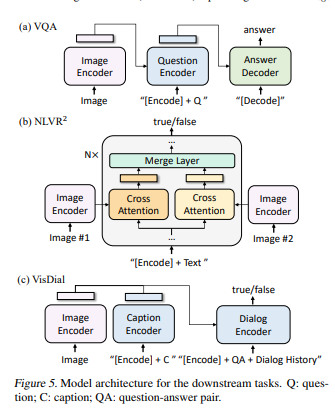 (a) VQA
answer
Image Encoder
Question Encoder
Answer Decoder
Image
"[Encode] + Q"
"[Decode]"
(b) NLVR²
true/false
...
N×
Merge Layer
Image Encoder
Cross Attention
Cross Attention
Image Encoder
Image #1
...
Image #2
"[Encode] + Text"
(c) VisDial
true/false
Image Encoder
Caption Encoder
Dialog Encoder
Image
"[Encode] + C"
"[Encode] + QA + Dialog History"
Figure 5. Model architecture for the downstream tasks. Q: ques-
tion; C: caption; QA: question-answer pair.